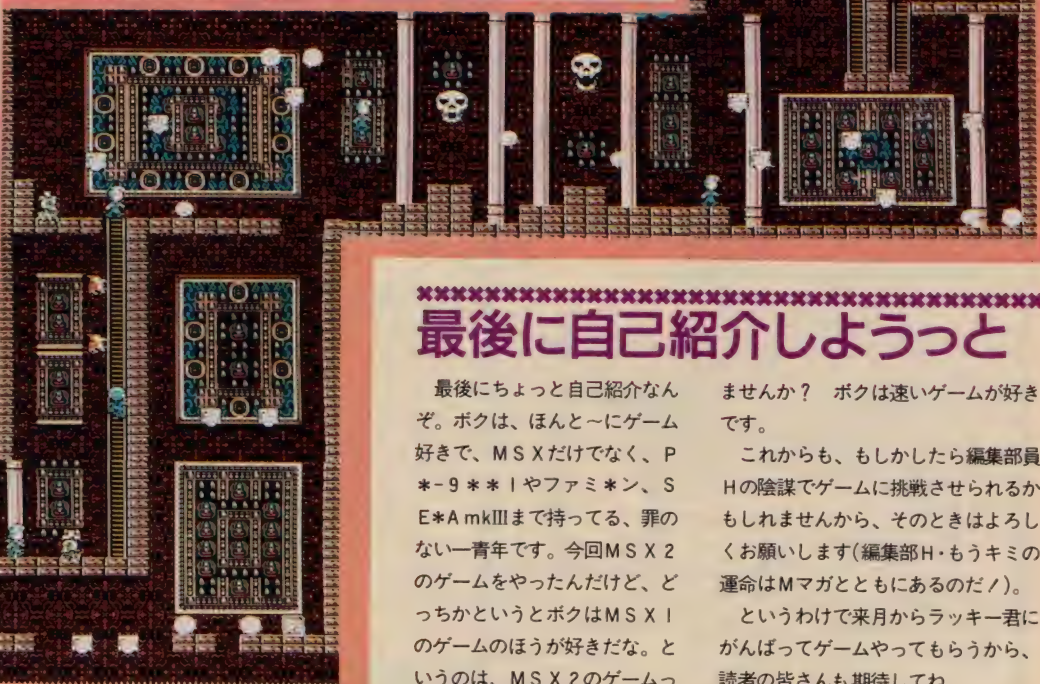 最後に自己紹介しようっと
最後にちょっと自己紹介なん
ぞ。ボクは、ほんと〜にゲーム
好きで、MSXだけでなく、P
*-9**Iやファミ*ン、S
E*A mkIIIまで持ってる、罪の
ない一青年です。今回MSX2
のゲームをやったんだけど、ど
っちかというとボクはMSXI
のゲームのほうが好きだな。と
いうのは、MSX2のゲームっ
ませんか? ボクは速いゲームが好き
です。
これからも、もしかしたら編集部員
Hの陰謀でゲームに挑戦させられるか
もしれませんから、そのときはよろし
くお願いします(編集部H・もうキミの
運命はMマガとともにあるのだ!)。
というわけで来月からラッキー君に
がんばってゲームやってもらうから、
読者の皆さんも期待してね